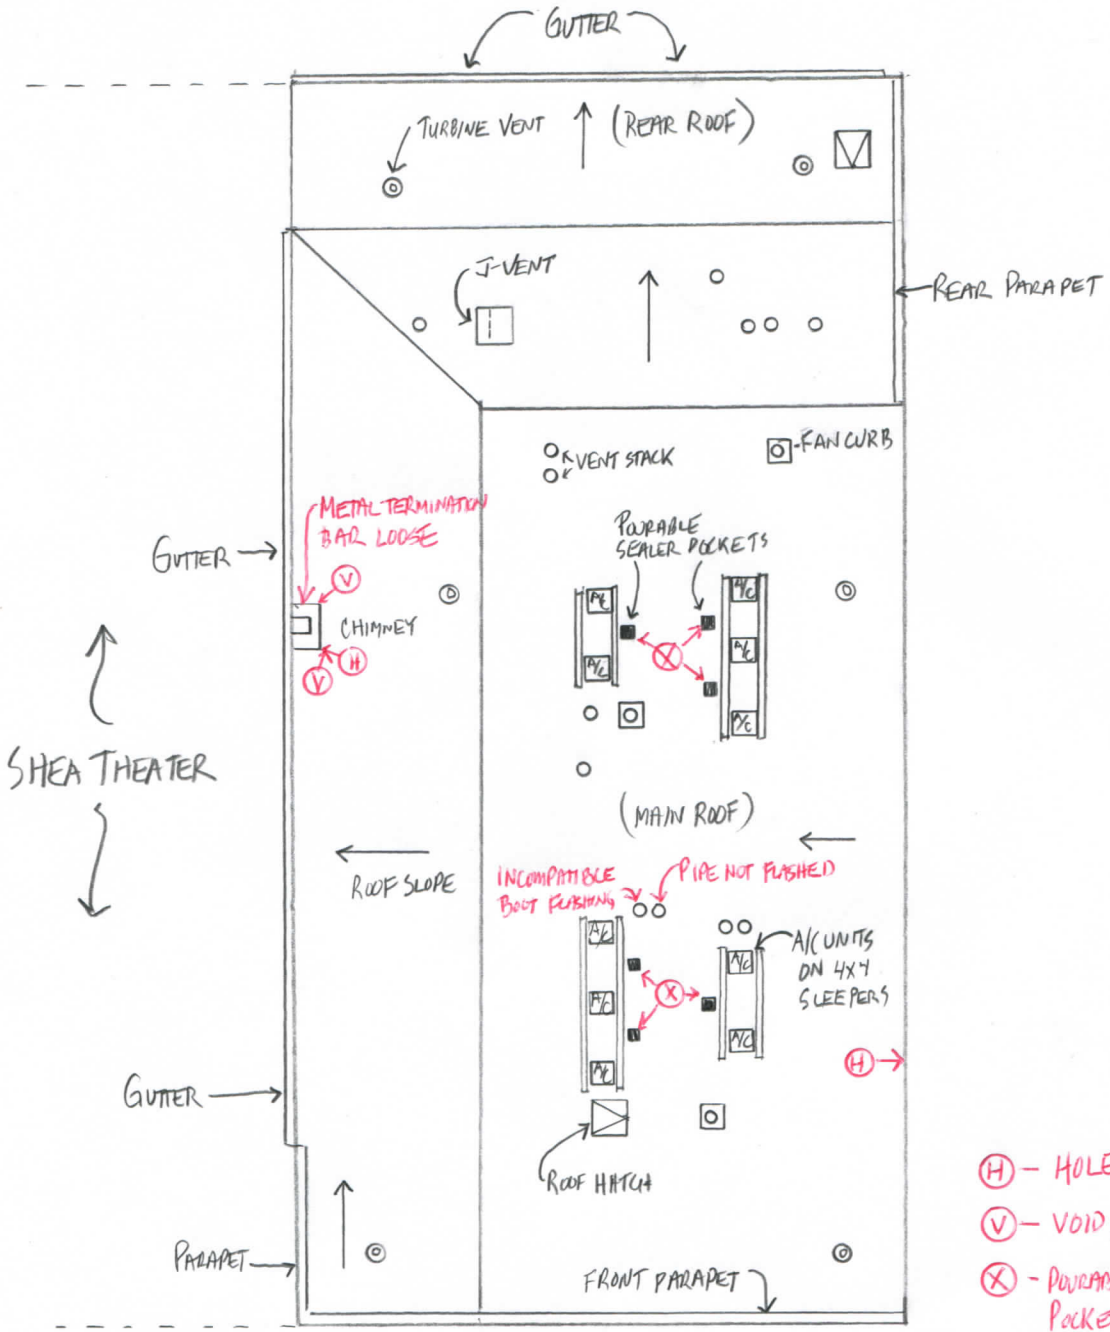 GUTTER
TURBINE VENT
(REAR ROOF)
J-VENT
REAR PARAPET
VENT STACK
FAN CURB
METAL TERMINATION
BAR LOOSE
POURABLE
SEALER POCKETS
GUTTER
V
A/C
A/C
A/C
CHIMNEY
X
A/C
A/C
V
H
A/C
SHEA THEATER
(MAIN ROOF)
ROOF SLOPE
INCOMPATIBLE
BOOT FLASHING
PIPE NOT FLASHED
A/C
A/C
A/C UNITS
ON 4X4
SLEEPERS
X
A/C
A/C
A/C
H
GUTTER
ROOF HATCH
H - HOLE
V - VOID
PARAPET
FRONT PARAPET
X -